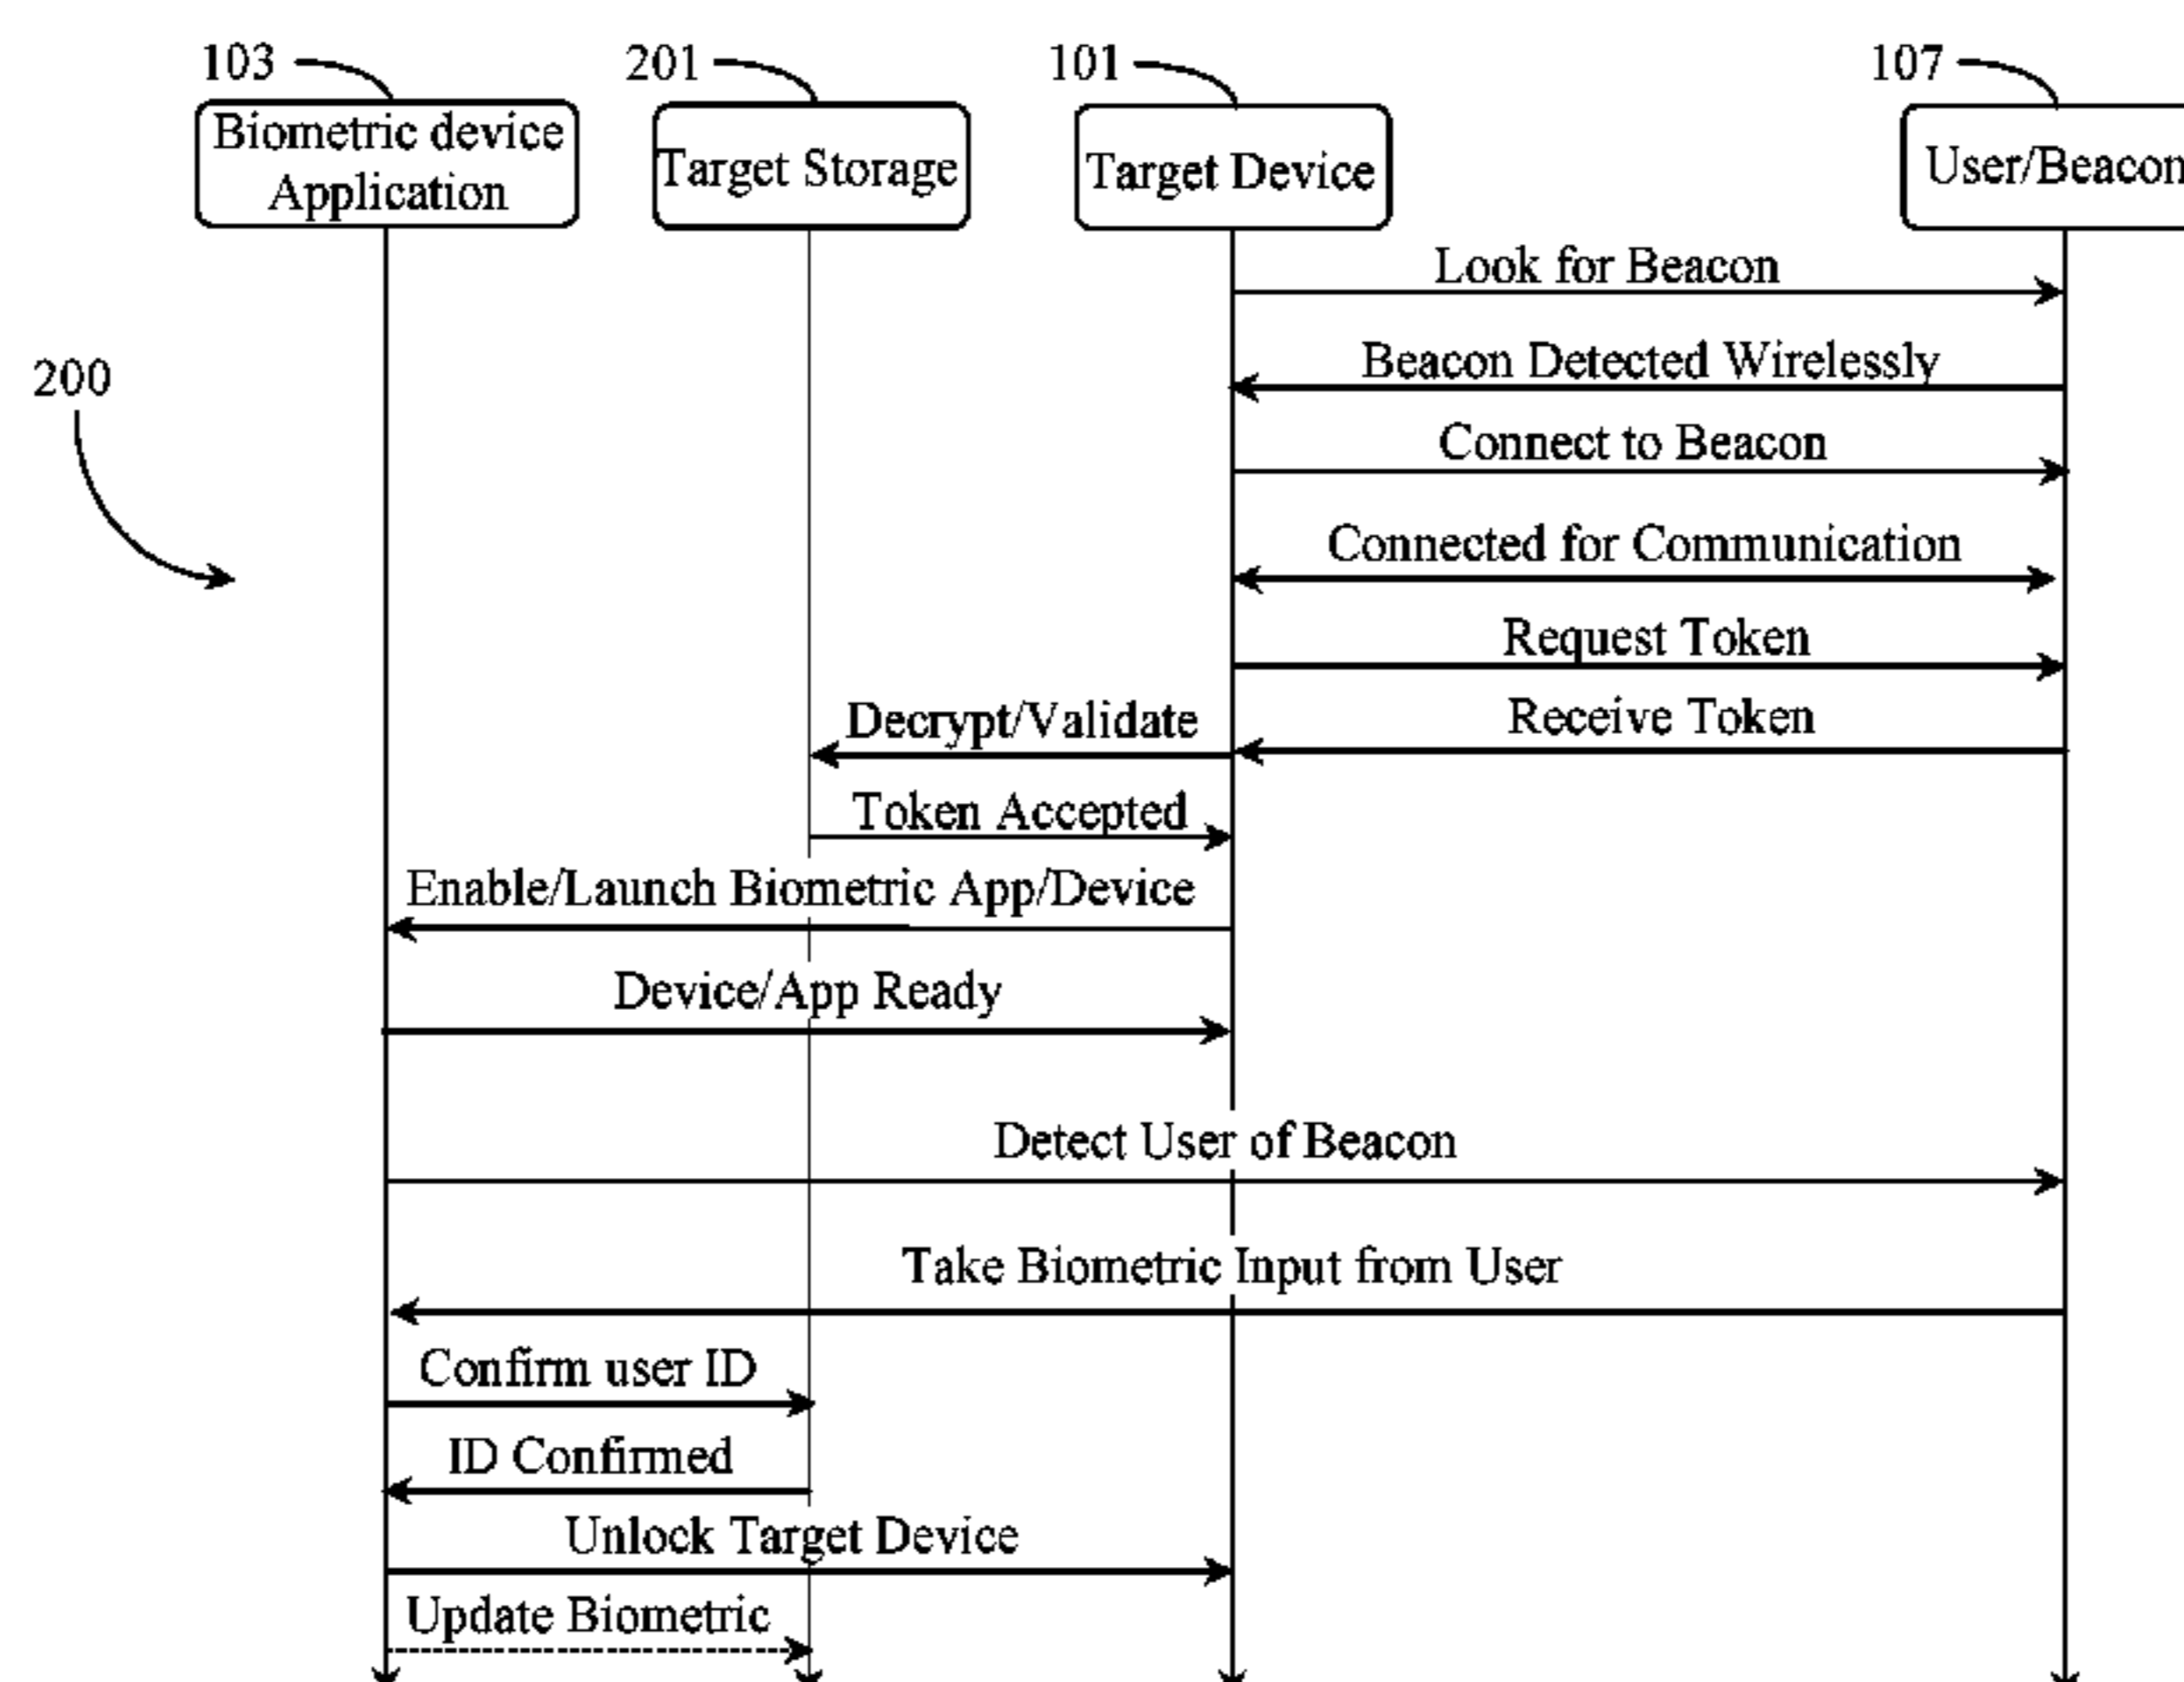 103
201
101
107
Biometric device
Application
Target Storage
Target Device
User/Beacon
Look for Beacon
200
Beacon Detected Wirelessly
Connect to Beacon
Connected for Communication
Request Token
Receive Token
Decrypt/Validate
Token Accepted
Enable/Launch Biometric App/Device
Device/App Ready
Detect User of Beacon
Take Biometric Input from User
Confirm user ID
ID Confirmed
Unlock Target Device
Update Biometric